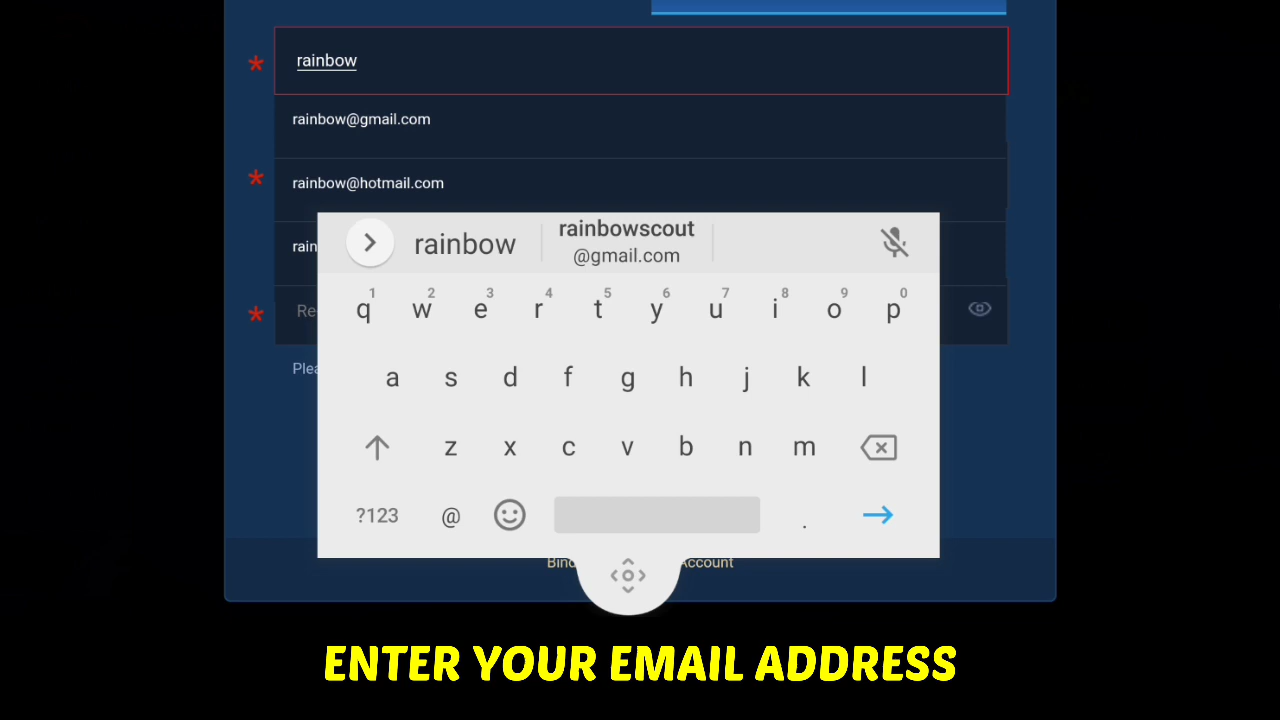 *
rainbow
rainbow@gmail.com
*
rainbow@hotmail.com
rainbow
rainbowscout
@gmail.com
*
1 2 3 4 5 6 7 8 9 0
q w e r t y u i o p
a s d f g h j k l
z x c v b n m
?123 @ .
Account
ENTER YOUR EMAIL ADDRESS